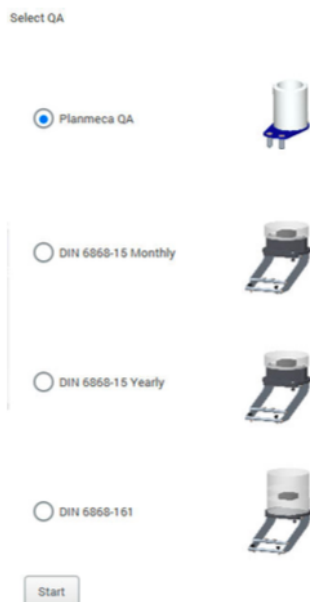 Select QA
Planmeca QA
DIN 6868-15 Monthly
DIN 6868-15 Yearly
DIN 6868-161
Start